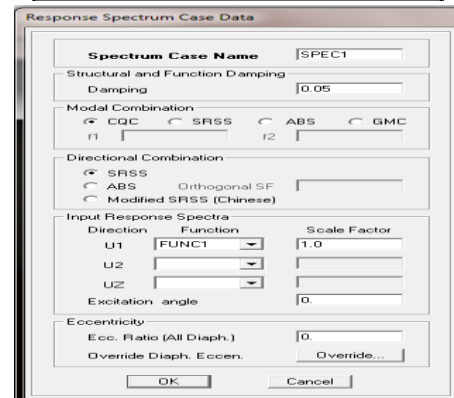 Response Spectrum Case Data
Spectrum Case Name SPEC1
Structural and Function Damping
Damping 0.05
Modal Combination
CQC SRSS ABS GMC
f1 f2
Directional Combination
SRSS
ABS Orthogonal SF
Modified SRSS (Chinese)
Input Response Spectra
Direction Function Scale Factor
U1 FUNC1 1.0
U2
UZ
Excitation angle 0.
Eccentricity
Ecc. Ratio (All Diaph.) 0.
Override Diaph. Eccen. Override...
OK Cancel